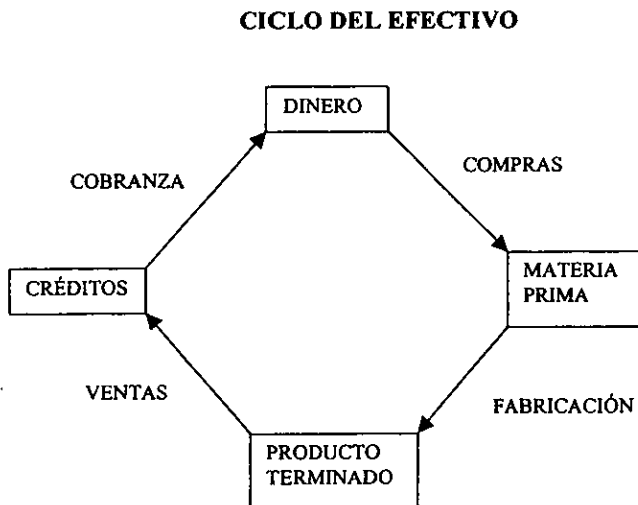 CICLO DEL EFECTIVO
DINERO
COBRANZA
COMPRAS
CRÉDITOS
MATERIA
PRIMA
VENTAS
FABRICACIÓN
PRODUCTO
TERMINADO